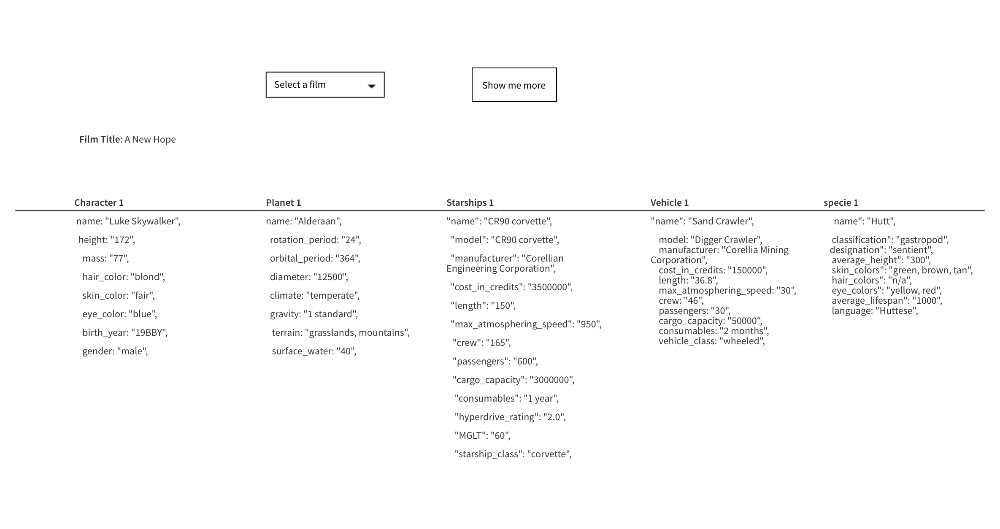 Select a film
Show me more
Film Title: A New Hope
Character 1
name: "Luke Skywalker",
height: "172",
mass: "77",
hair_color: "blond",
skin_color: "fair",
eye_color: "blue",
birth_year: "19BBY",
gender: "male",
Planet 1
name: "Alderaan",
rotation_period: "24",
orbital_period: "364",
diameter: "12500",
climate: "temperate",
gravity: "1 standard",
terrain: "grasslands, mountains",
surface_water: "40",
Starships 1
"name": "CR90 corvette",
"model": "CR90 corvette",
"manufacturer": "Corellian
Engineering Corporation",
"cost_in_credits": "3500000",
"length": "150",
"max_atmosphering_speed": "950",
"crew": "165",
"passengers": "600",
"cargo_capacity": "3000000",
"consumables": "1 year",
"hyperdrive_rating": "2.0",
"MGLT": "60",
"starship_class": "corvette",
Vehicle 1
"name": "Sand Crawler",
model: "Digger Crawler",
manufacturer: "Corellia Mining
Corporation",
cost_in_credits: "150000",
length: "36.8",
max_atmosphering_speed: "30",
crew: "46",
passengers: "30",
cargo_capacity: "50000",
consumables: "2 months",
vehicle_class: "wheeled",
specie 1
name": "Hutt",
classification": "gastropod",
designation": "sentient",
average_height": "300",
skin_colors": "green, brown, tan",
hair_colors": "n/a",
eye_colors": "yellow, red",
average_lifespan": "1000",
language: "Huttese",